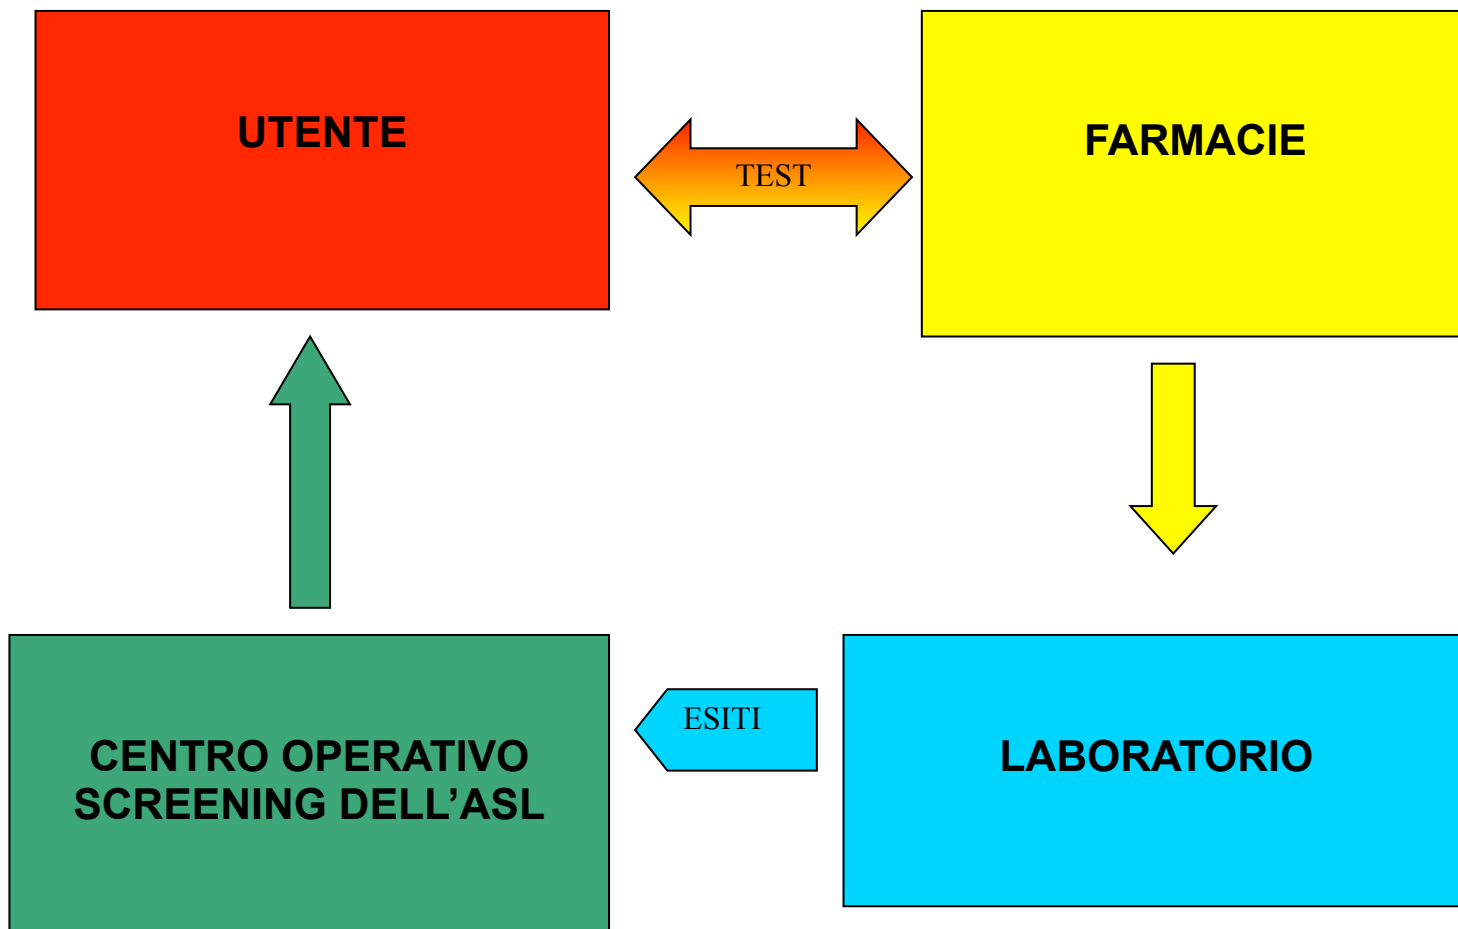 UTENTE
FARMACIE
TEST
CENTRO OPERATIVO
SCREENING DELL’ASL
ESITI
LABORATORIO